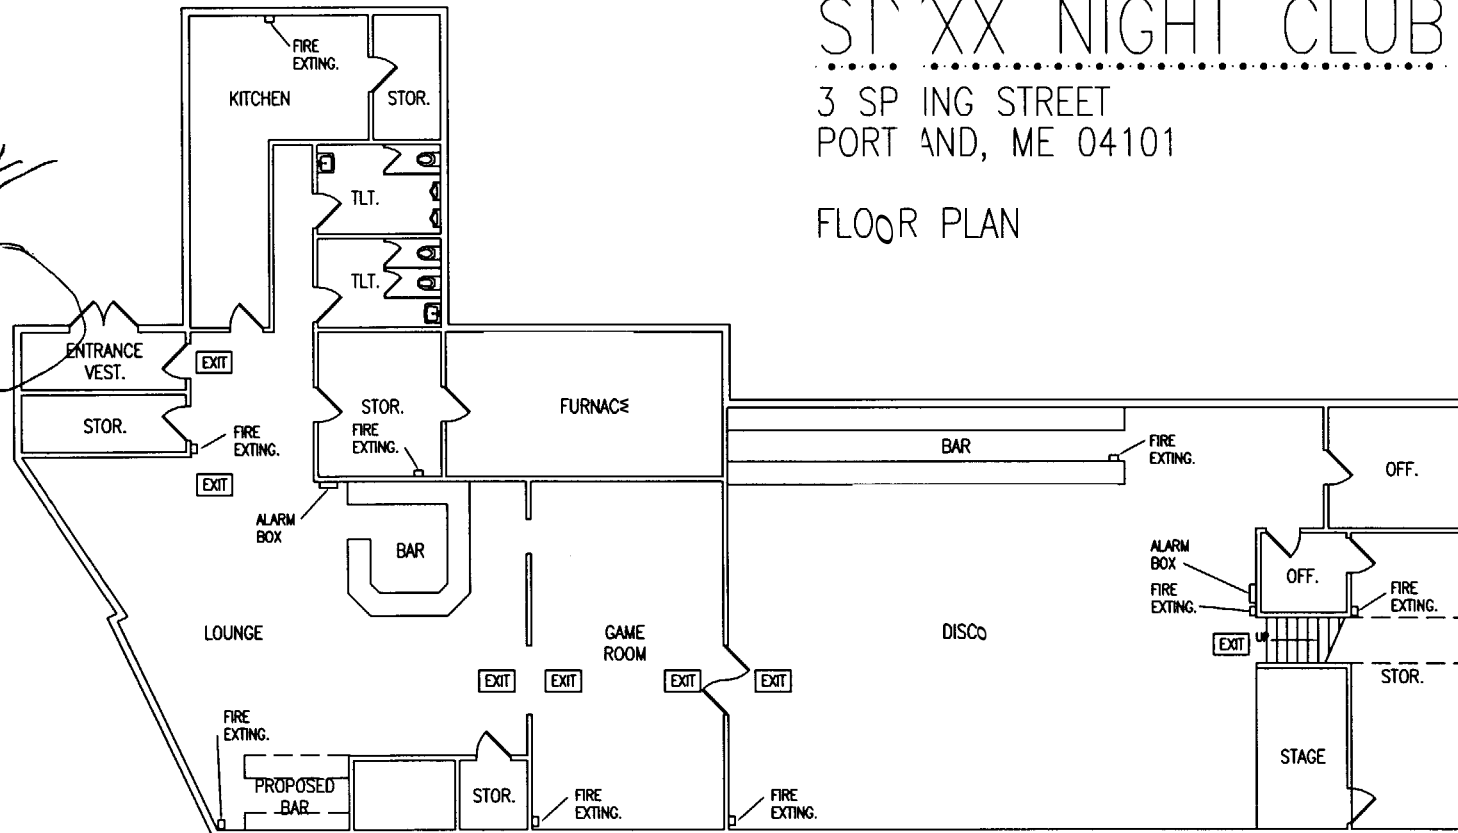 NIGHT CLUB
3 SP ING STREET
PORT AND, ME 04101
FLOOR PLAN
FIRE
EXTING.
KITCHEN
STOR.
TLT.
TLT.
ENTRANCE
VEST.
EXIT
STOR.
FIRE
EXTING.
EXIT
STOR.
FIRE
EXTING.
FURNACE
ALARM
BOX
BAR
BAR
FIRE
EXTING.
OFF.
ALARM
BOX
OFF.
FIRE
EXTING.
FIRE
EXTING.
LOUNGE
GAME
ROOM
DISCO
EXIT
UP
EXIT
EXIT
EXIT
EXIT
STOR.
FIRE
EXTING.
PROPOSED
BAR
STOR.
FIRE
EXTING.
FIRE
EXTING.
STAGE